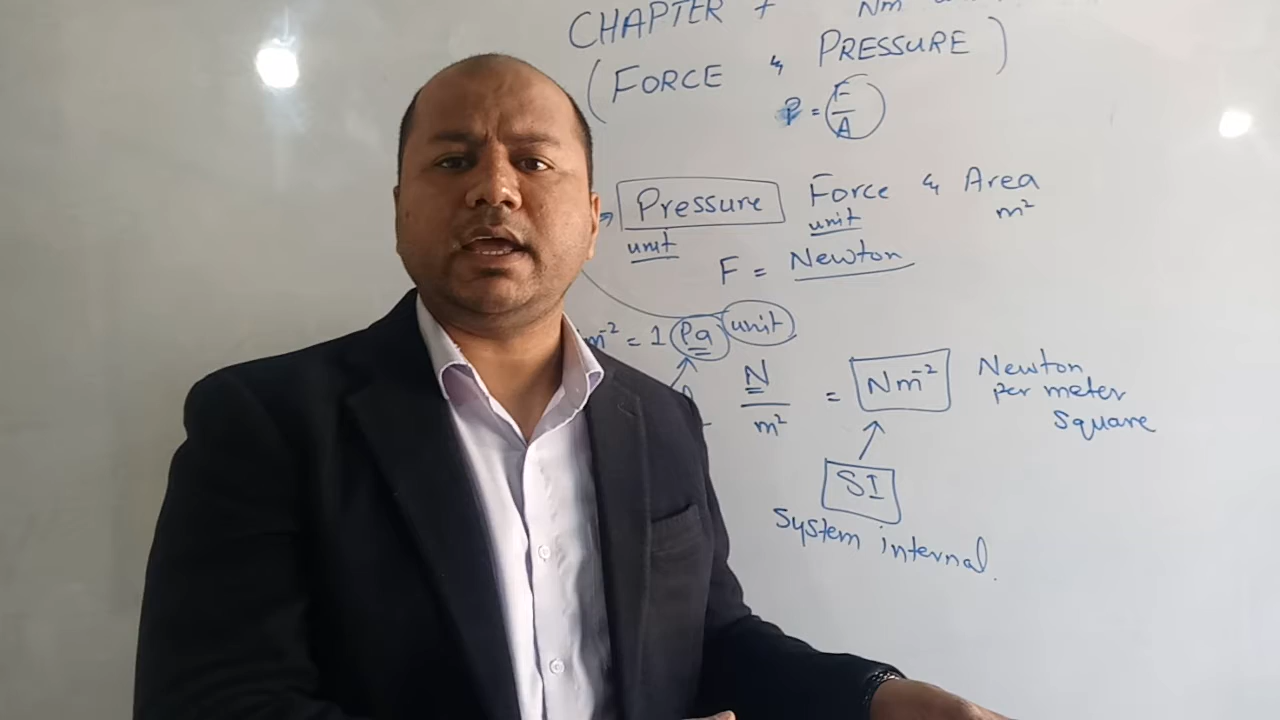 CHAPTER
Nm
(FORCE & PRESSURE)
P = F/A
Pressure Force & Area
unit unit m²
F = Newton
m⁻² = 1 Pa unit
N/m² = Nm⁻² Newton
per meter
Square
SI
System internal